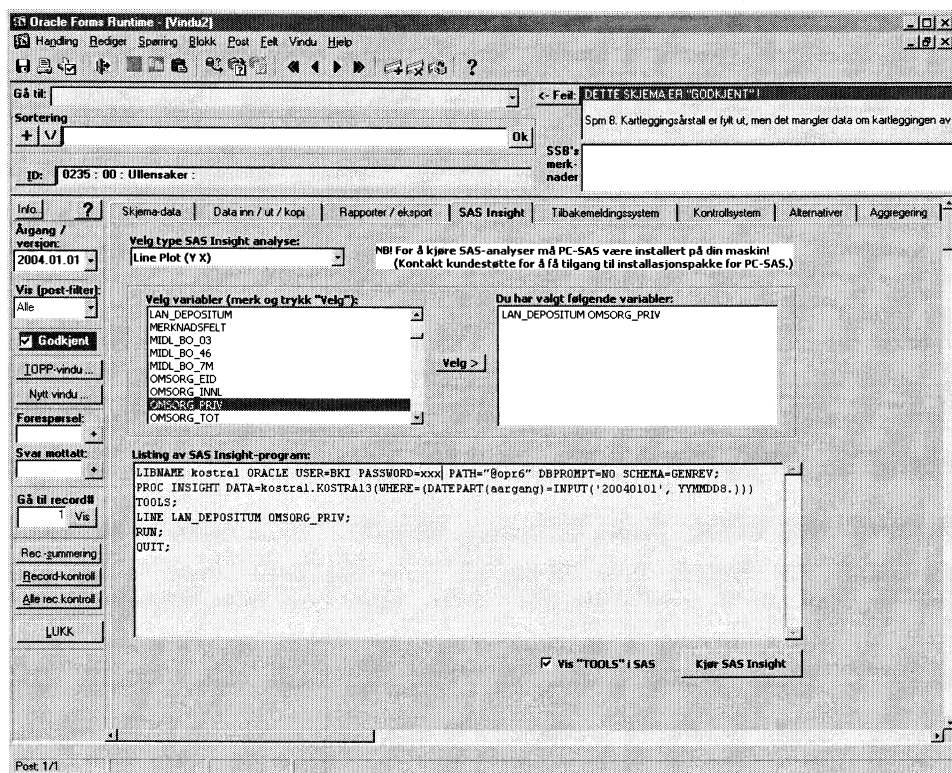 Oracle Forms Runtime - [Vindu2]
Handling Rediger Spørring Blokk Post Felt Vindu Hjelp
Gå til:
<- Feil: DETTE SKJEMA ER "GODKJENT" !
Spm 8. Kartleggingsårstall er fylt ut, men det mangler data om kartleggingen av
Sortering
+ \/ Ok
SSB's
merk-
nader
ID: 0235 : 00 : Ullensaker :
Info.. ?
Skjema-data Data inn / ut / kopi Rapporter / eksport SAS Insight Tilbakemeldingssystem Kontrollsystem Alternativer Aggregering
Årgang /
versjon:
2004.01.01
Vis (post-filter):
Alle
Godkjent
TOPP-vindu ...
Nytt vindu ...
Forespørsel:
+
Svar mottatt:
+
Gå til record#
1 Vis
Rec -summering
Record-kontroll
Alle rec.kontroll
LUKK
Velg type SAS Insight analyse:
Line Plot (Y X)
NB! For å kjøre SAS-analyser må PC-SAS være installert på din maskin!
(Kontakt kundestøtte for å få tilgang til installasjonspakke for PC-SAS.)
Velg variabler (merk og trykk "Velg"):
LAN_DEPOSITUM
MERKNADSFELT
MIDL_BO_03
MIDL_BO_46
MIDL_BO_7M
OMSORG_EID
OMSORG_INNL
OMSORG_PRIV
OMSORG_TOT
Velg >
Du har valgt følgende variabler:
LAN_DEPOSITUM OMSORG_PRIV
Listing av SAS Insight-program:
LIBNAME kostra1 ORACLE USER=BKI PASSWORD=xxx PATH="@opr6" DBPROMPT=NO SCHEMA=GENREV;
PROC INSIGHT DATA=kostra1.KOSTRA13(WHERE=(DATEPART(aargang)=INPUT('20040101', YYMMDD8.)))
TOOLS;
LINE LAN_DEPOSITUM OMSORG_PRIV;
RUN;
QUIT;
Vis "TOOLS" i SAS
Kjør SAS Insight
Post: 1/1